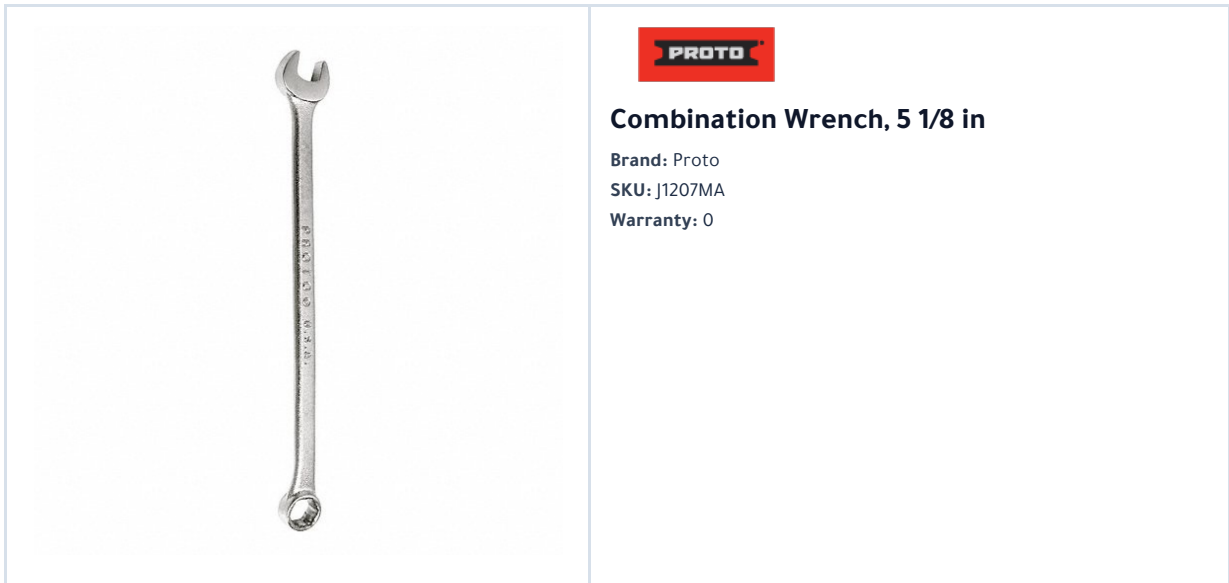 PROTO
Combination Wrench, 5 1/8 in
Brand: Proto
SKU: J1207MA
Warranty: 0